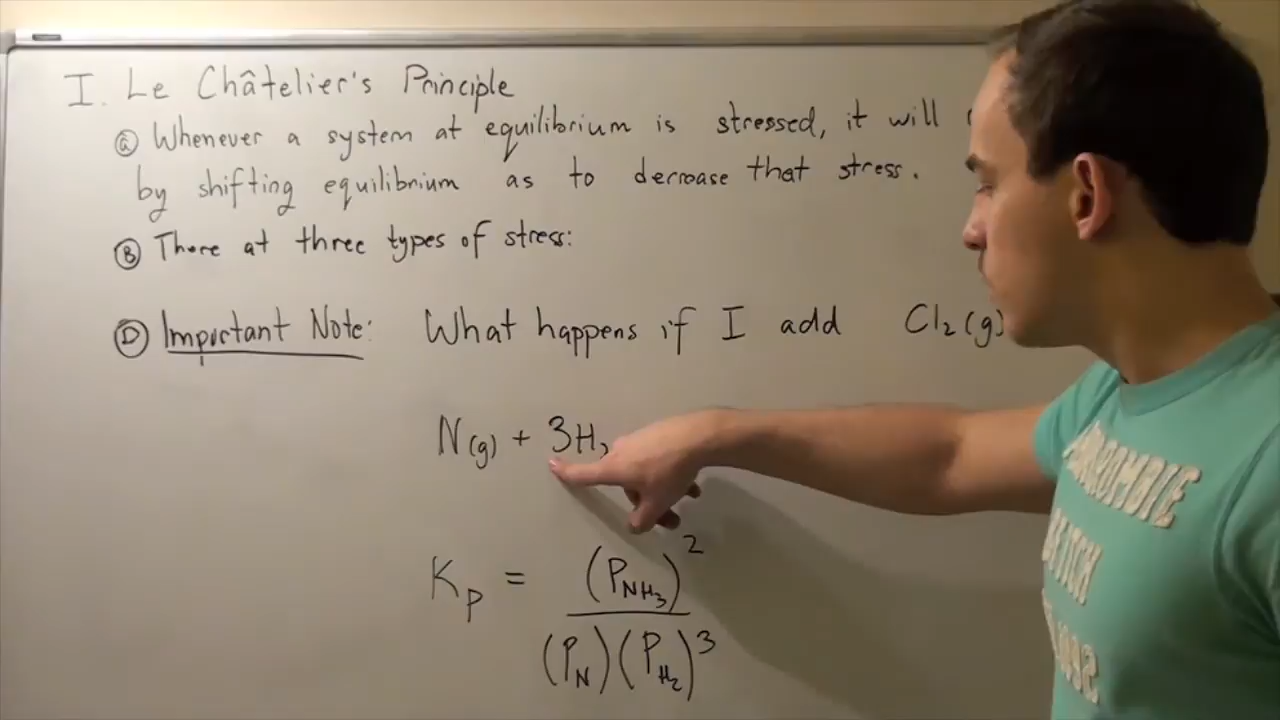 I. Le Châtelier's Principle
Ⓐ Whenever a system at equilibrium is stressed, it will
by shifting equilibrium as to decrease that stress.
Ⓑ There at three types of stress:
Ⓓ Important Note: What happens if I add Cl₂(g)
N(g) + 3H₂
Kp = (P_NH₃)² / (P_N)(P_H₂)³